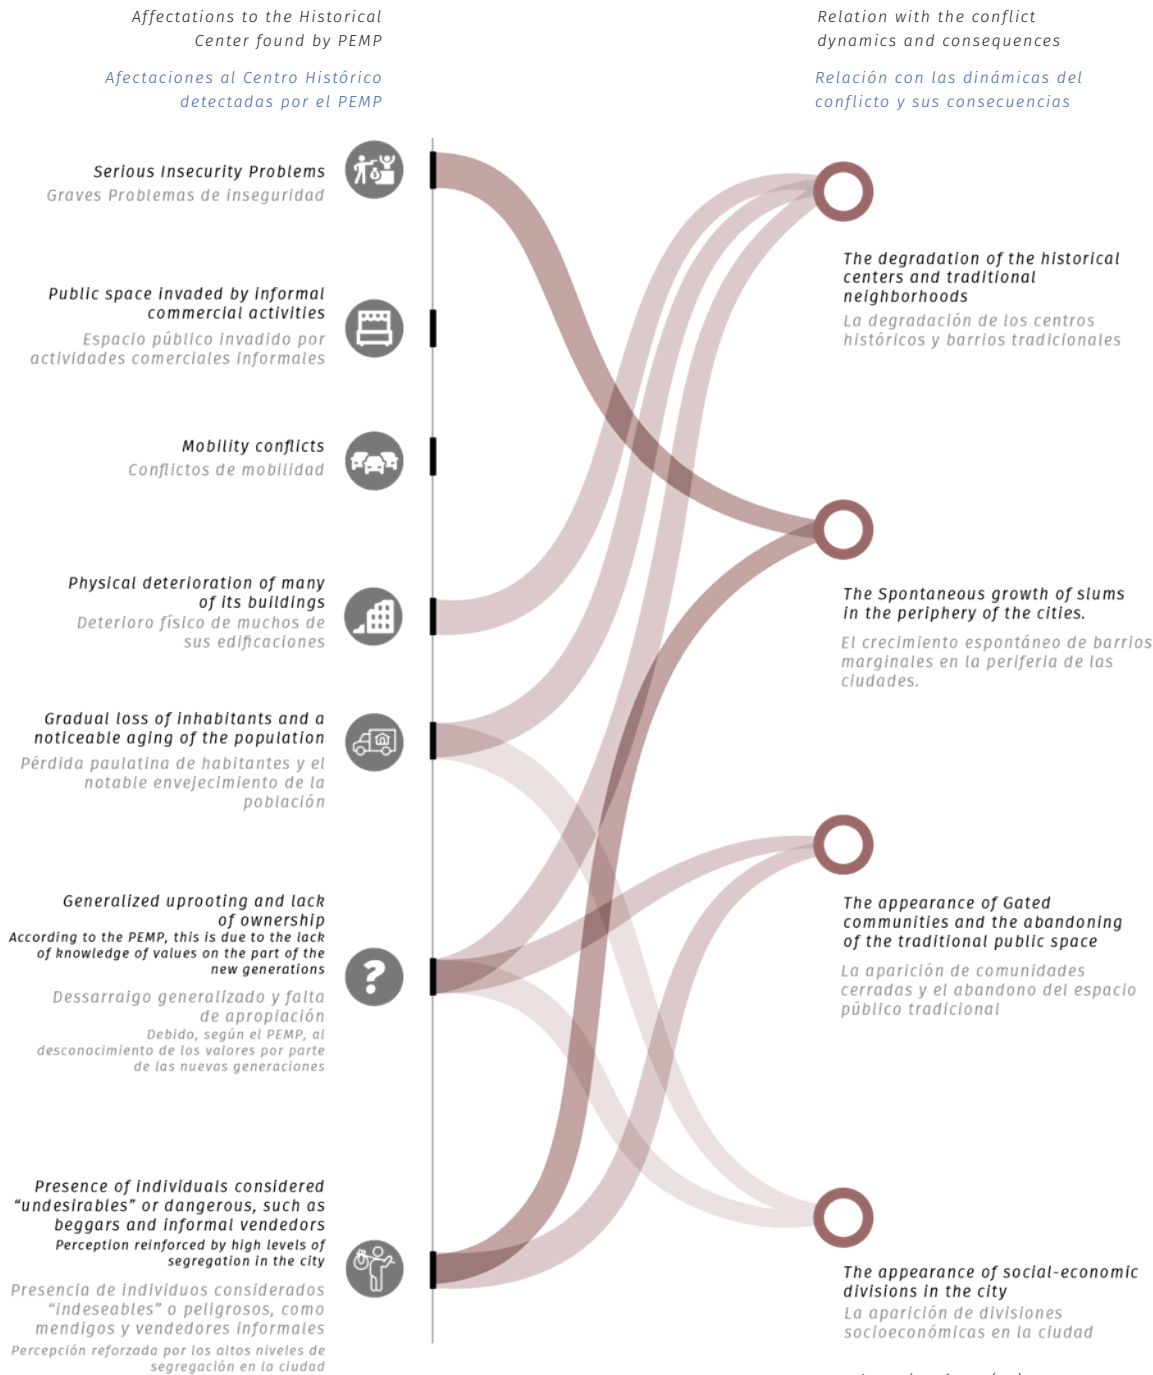 Affectations to the Historical
Center found by PEMP
Afectaciones al Centro Histórico
detectadas por el PEMP
Relation with the conflict
dynamics and consequences
Relación con las dinámicas del
conflicto y sus consecuencias
Serious Insecurity Problems
Graves Problemas de inseguridad
Public space invaded by informal
commercial activities
Espacio público invadido por
actividades comerciales informales
Mobility conflicts
Conflictos de mobilidad
Physical deterioration of many
of its buildings
Deterioro físico de muchos de
sus edificaciones
Gradual loss of inhabitants and a
noticeable aging of the population
Pérdida paulatina de habitantes y el
notable envejecimiento de la
población
Generalized uprooting and lack
of ownership
According to the PEMP, this is due to the lack
of knowledge of values on the part of the
new generations
Dessarraigo generalizado y falta
de apropiación
Debido, según el PEMP, al
desconocimiento de los valores por parte
de las nuevas generaciones
?
Presence of individuals considered
“undesirables” or dangerous, such as
beggars and informal vendedors
Perception reinforced by high levels of
segregation in the city
Presencia de individuos considerados
“indeseables” o peligrosos, como
mendigos y vendedores informales
Percepción reforzada por los altos niveles de
segregación en la ciudad
The degradation of the historical
centers and traditional
neighborhoods
La degradación de los centros
históricos y barrios tradicionales
The Spontaneous growth of slums
in the periphery of the cities.
El crecimiento espontáneo de barrios
marginales en la periferia de las
ciudades.
The appearance of Gated
communities and the abandoning
of the traditional public space
La aparición de comunidades
cerradas y el abandono del espacio
público tradicional
The appearance of social-economic
divisions in the city
La aparición de divisiones
socioeconómicas en la ciudad